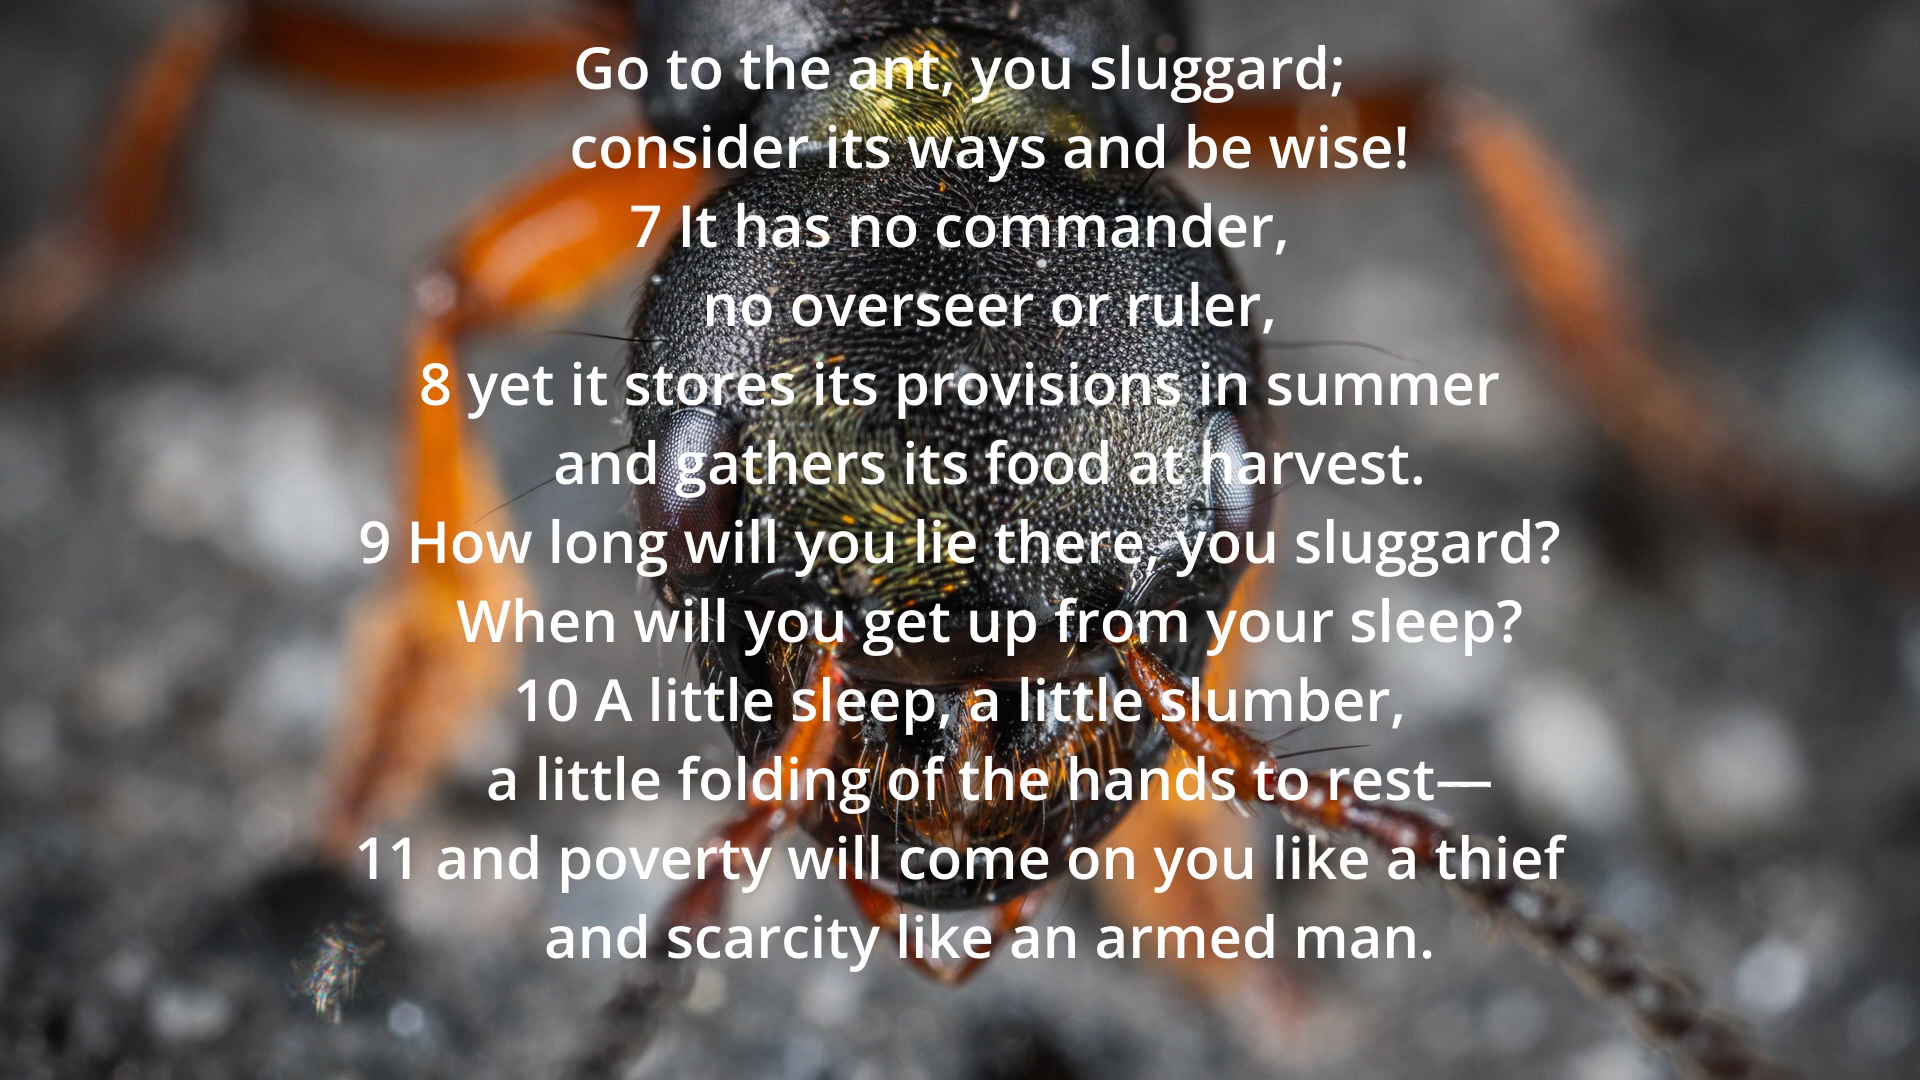 Go to the ant, you sluggard;
consider its ways and be wise!
7 It has no commander,
no overseer or ruler,
8 yet it stores its provisions in summer
and gathers its food at harvest.
9 How long will you lie there, you sluggard?
When will you get up from your sleep?
10 A little sleep, a little slumber,
a little folding of the hands to rest—
11 and poverty will come on you like a thief
and scarcity like an armed man.